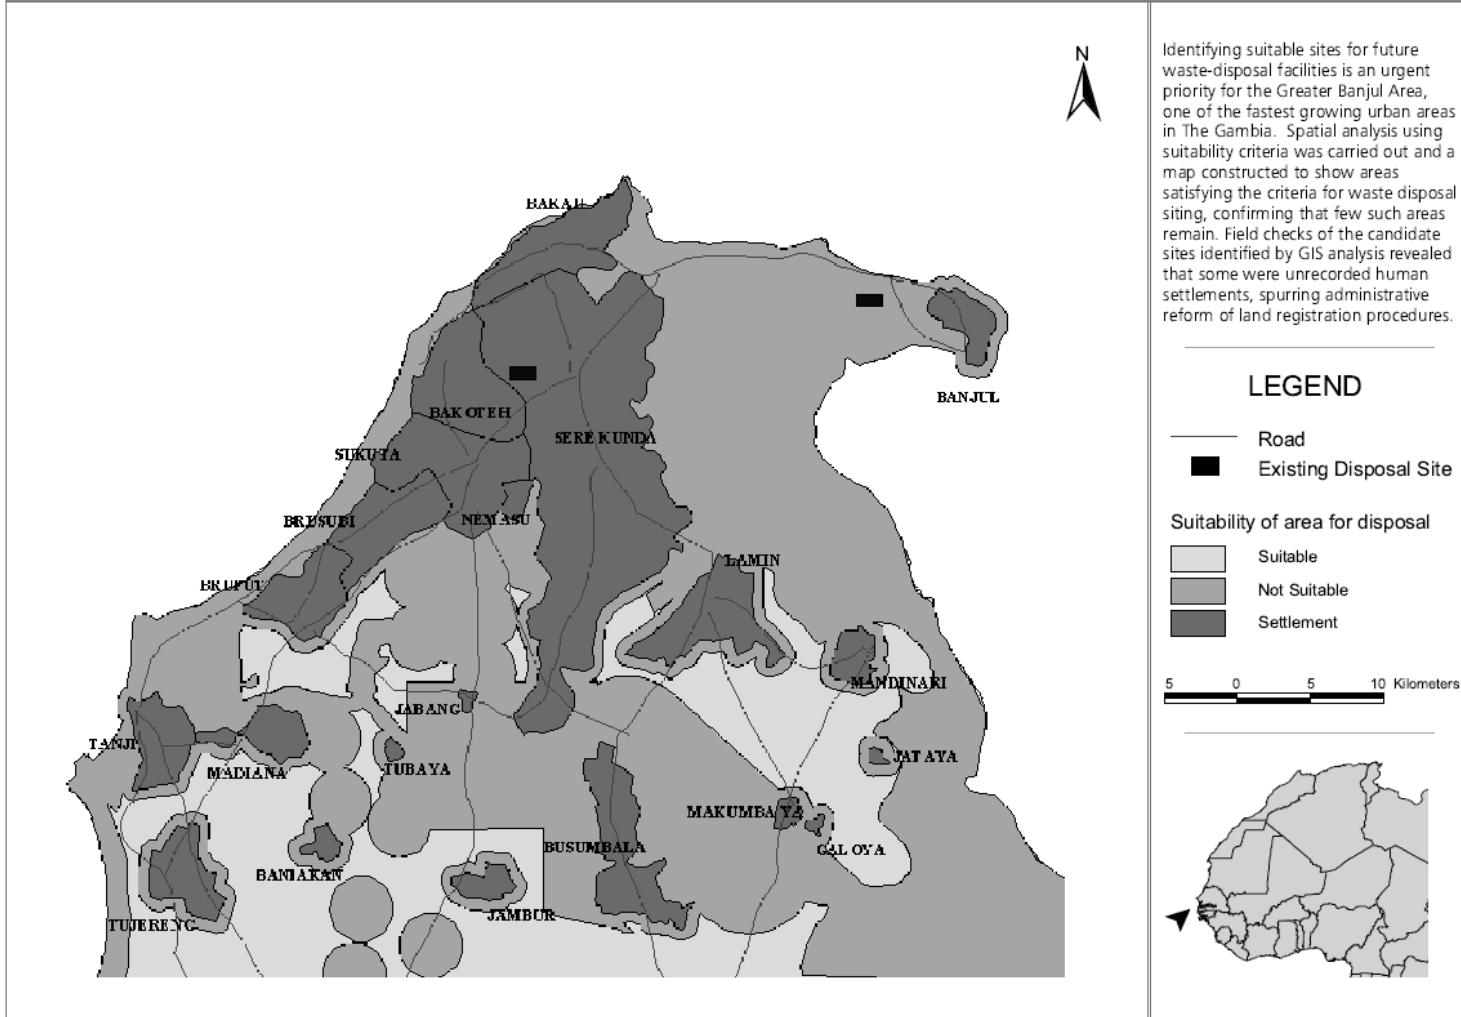 N
Identifying suitable sites for future
waste-disposal facilities is an urgent
priority for the Greater Banjul Area,
one of the fastest growing urban areas
in The Gambia. Spatial analysis using
suitability criteria was carried out and a
map constructed to show areas
satisfying the criteria for waste disposal
siting, confirming that few such areas
remain. Field checks of the candidate
sites identified by GIS analysis revealed
that some were unrecorded human
settlements, spurring administrative
reform of land registration procedures.
LEGEND
Road
Existing Disposal Site
Suitability of area for disposal
Suitable
Not Suitable
Settlement
5 0 5 10 Kilometers
BAKAU
BANJUL
BAKOTEH
SERE KUNDA
SUKUTA
BRUSUBI
NEMASU
LAMIN
BRUFUT
MANDINARI
JABANG
TANJI
MADIANA
TUBAYA
JATAYA
MAKUMBAYA
GALOYA
BUSUMBALA
BANIAKAN
JAMBUR
TUJERENG